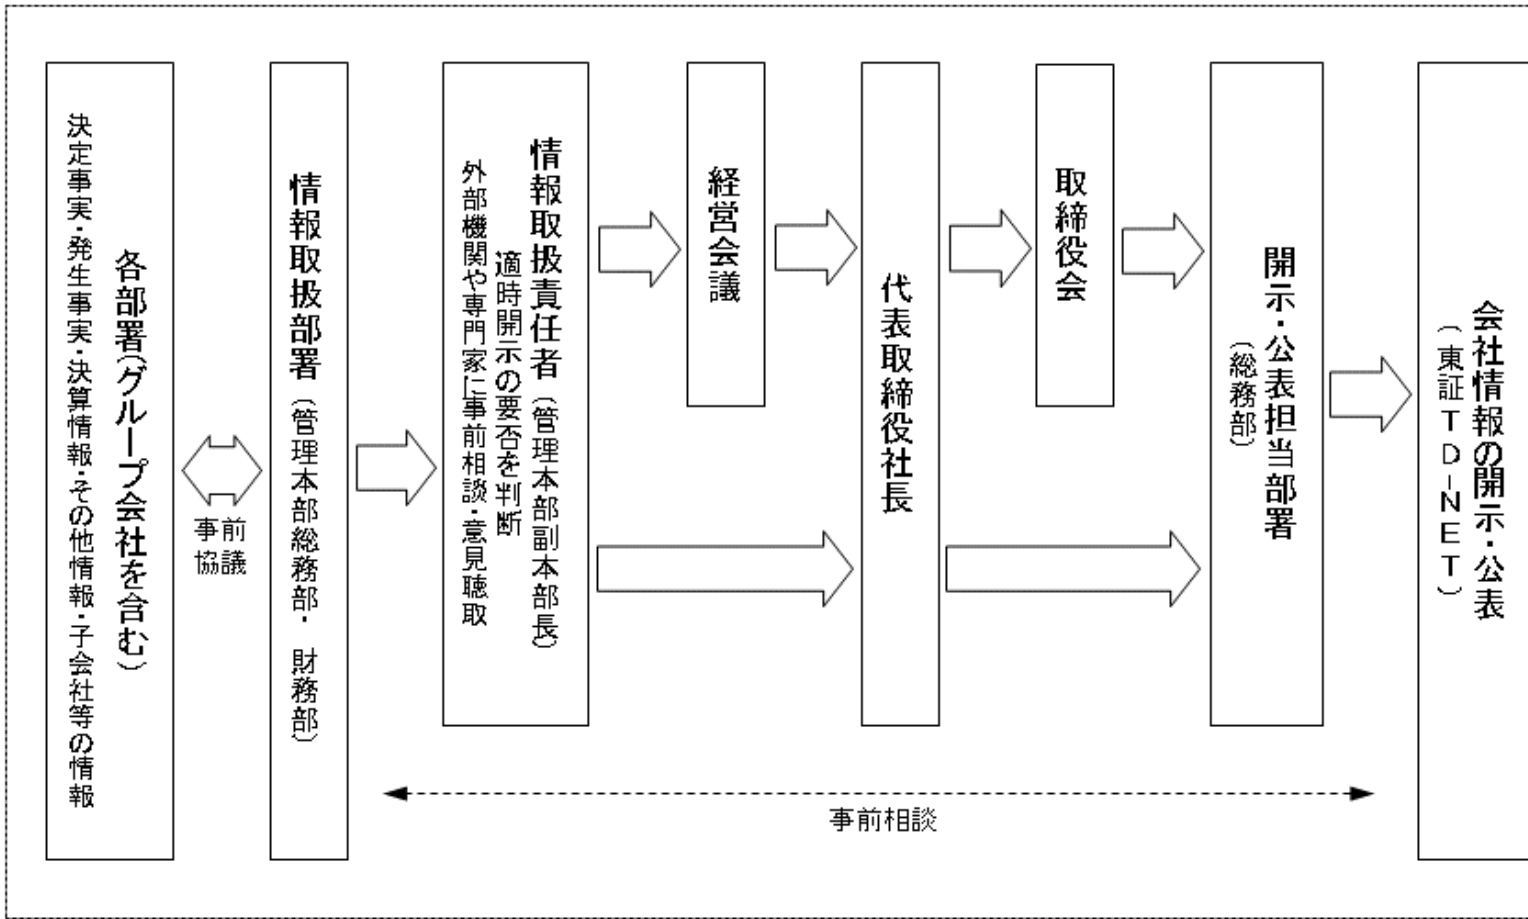 各部署(グループ会社を含む)
決定事実・発生事実・決算情報・その他情報・子会社等の情報
事前
協議
情報取扱部署(管理本部総務部・ 財務部)
情報取扱責任者(管理本部副本部長)
適時開示の要否を判断
外部機関や専門家に事前相談・意見聴取
経営会議
代表取締役社長
取締役会
開示・公表担当部署
(総務部)
会社情報の開示・公表
(東証TD-NET)
事前相談